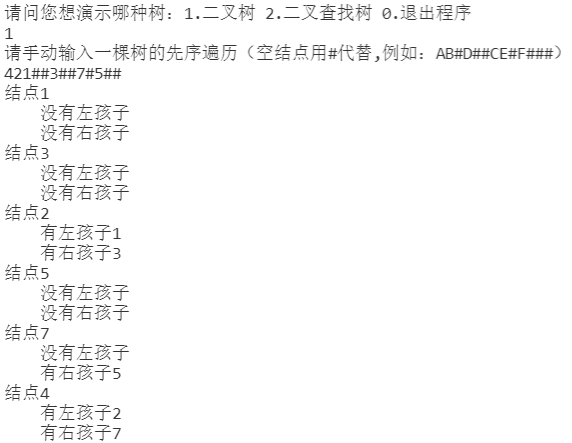 请问您想演示哪种树：1.二叉树 2.二叉查找树 0.退出程序
1
请手动输入一棵树的先序遍历（空结点用#代替,例如：AB#D##CE#F###）
421##3##7#5##
结点1
没有左孩子
没有右孩子
结点3
没有左孩子
没有右孩子
结点2
有左孩子1
有右孩子3
结点5
没有左孩子
没有右孩子
结点7
没有左孩子
有右孩子5
结点4
有左孩子2
有右孩子7